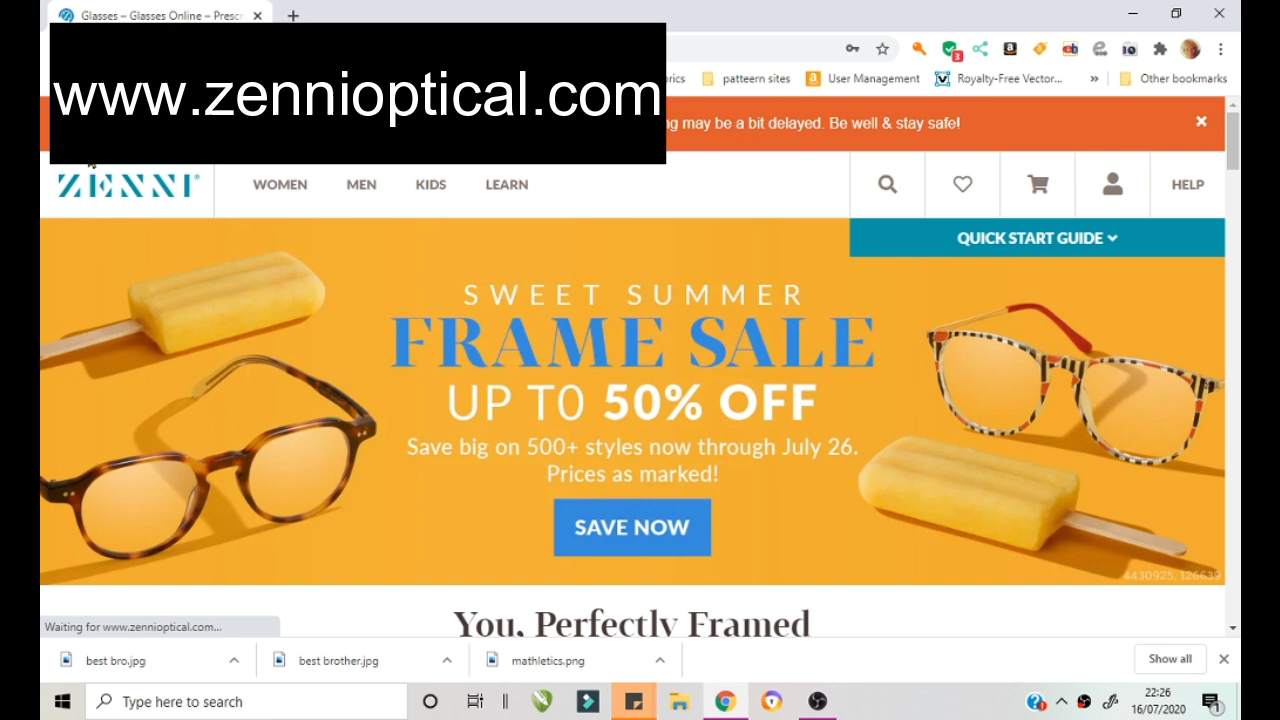 Glasses – Glasses Online – Prescr
www.zennioptical.com
rics
patteern sites
User Management
Royalty-Free Vector...
Other bookmarks
ng may be a bit delayed. Be well & stay safe!
ZENNI®
WOMEN
MEN
KIDS
LEARN
HELP
QUICK START GUIDE
SWEET SUMMER
FRAME SALE
UP TO 50% OFF
Save big on 500+ styles now through July 26.
Prices as marked!
SAVE NOW
4430925, 126639
You, Perfectly Framed
Waiting for www.zennioptical.com...
best bro.jpg
best brother.jpg
mathletics.png
Show all
Type here to search
22:26
16/07/2020